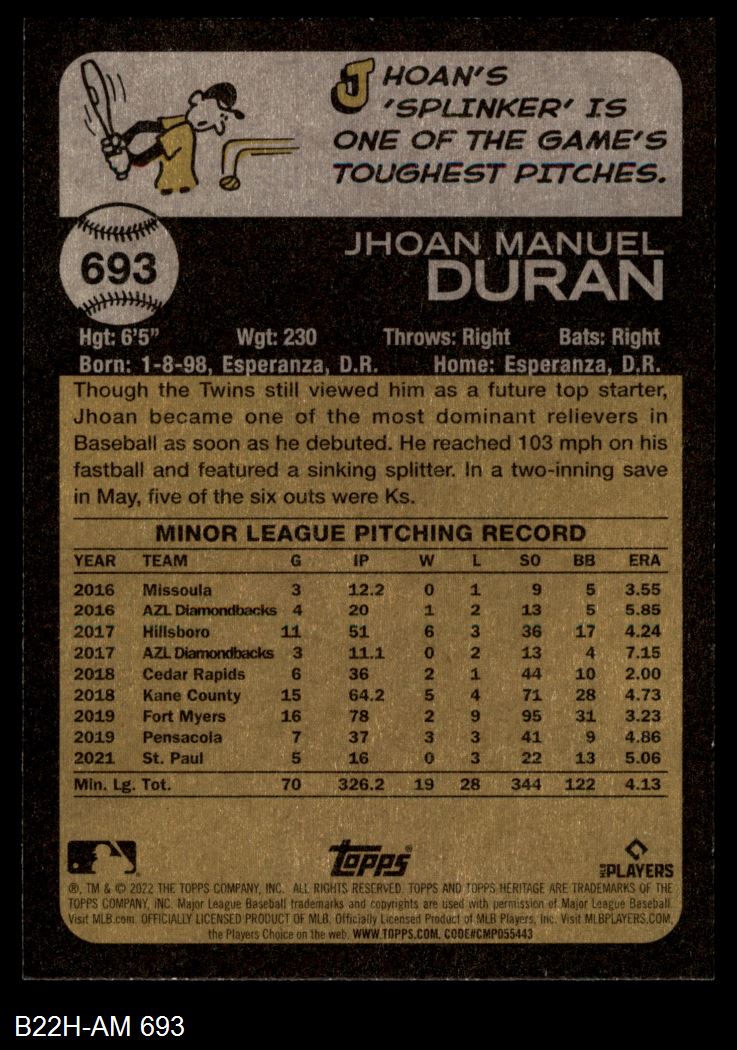 JHOAN'S
'SPLINKER' IS
ONE OF THE GAME'S
TOUGHEST PITCHES.
693
JHOAN MANUEL
DURAN
Hgt: 6'5" Wgt: 230 Throws: Right Bats: Right
Born: 1-8-98, Esperanza, D.R. Home: Esperanza, D.R.
Though the Twins still viewed him as a future top starter,
Jhoan became one of the most dominant relievers in
Baseball as soon as he debuted. He reached 103 mph on his
fastball and featured a sinking splitter. In a two-inning save
in May, five of the six outs were Ks.
MINOR LEAGUE PITCHING RECORD
YEAR TEAM G IP W L SO BB ERA
2016 Missoula 3 12.2 0 1 9 5 3.55
2016 AZL Diamondbacks 4 20 1 2 13 5 5.85
2017 Hillsboro 11 51 6 3 36 17 4.24
2017 AZL Diamondbacks 3 11.1 0 2 13 4 7.15
2018 Cedar Rapids 6 36 2 1 44 10 2.00
2018 Kane County 15 64.2 5 4 71 28 4.73
2019 Fort Myers 16 78 2 9 95 31 3.23
2019 Pensacola 7 37 3 3 41 9 4.86
2021 St. Paul 5 16 0 3 22 13 5.06
Min. Lg. Tot. 70 326.2 19 28 344 122 4.13
Topps®
MLB PLAYERS
®, TM & © 2022 THE TOPPS COMPANY, INC. ALL RIGHTS RESERVED. TOPPS AND TOPPS HERITAGE ARE TRADEMARKS OF THE
TOPPS COMPANY, INC. Major League Baseball trademarks and copyrights are used with permission of Major League Baseball.
Visit MLB.com. OFFICIALLY LICENSED PRODUCT OF MLB. Officially Licensed Product of MLB Players, Inc. Visit MLBPLAYERS.COM,
the Players Choice on the web. WWW.TOPPS.COM. CODE#CMP055443
B22H-AM 693